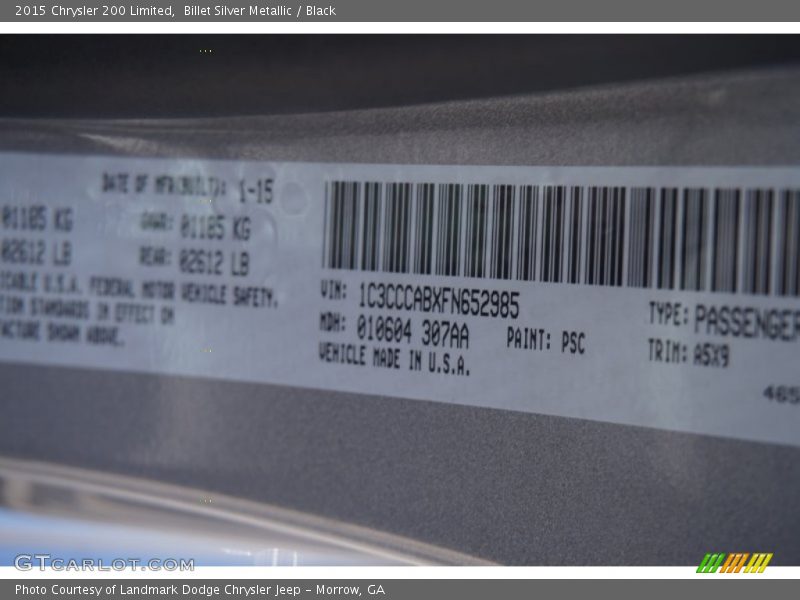 2015 Chrysler 200 Limited,  Billet Silver Metallic / Black
DATE OF MFR(BUILT): 1-15
01185 KG
GAWR: 01185 KG
02612 LB
REAR: 02612 LB
ICABLE U.S.A. FEDERAL MOTOR VEHICLE SAFETY,
TION STANDARDS IN EFFECT ON
FACTURE SHOWN ABOVE.
VIN: 1C3CCCABXFN652985
TYPE: PASSENGER
MDH: 010604 307AA
PAINT: PSC
TRIM: A5X9
VEHICLE MADE IN U.S.A.
465
GTCARLOT.COM
Photo Courtesy of Landmark Dodge Chrysler Jeep – Morrow, GA